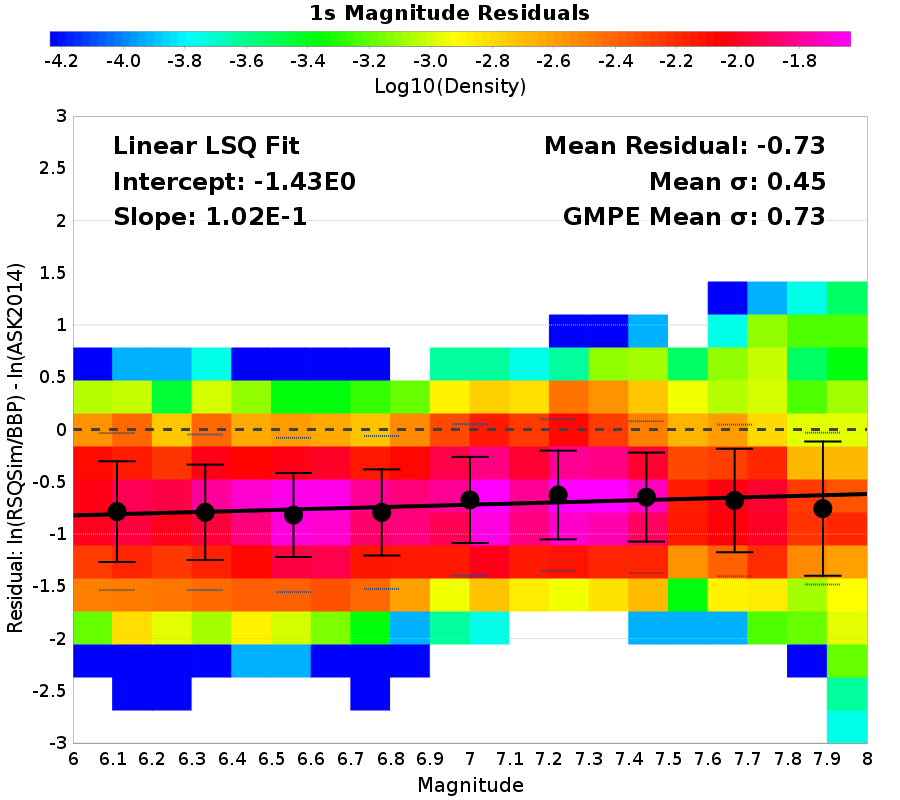 1s Magnitude Residuals
-4.2 -4.0 -3.8 -3.6 -3.4 -3.2 -3.0 -2.8 -2.6 -2.4 -2.2 -2.0 -1.8
Log10(Density)
Linear LSQ Fit
Intercept: -1.43E0
Slope: 1.02E-1
Mean Residual: -0.73
Mean σ: 0.45
GMPE Mean σ: 0.73
Residual: ln(RSQSim/BBP) - ln(ASK2014)
3
2.5
2
1.5
1
0.5
0
-0.5
-1
-1.5
-2
-2.5
-3
6 6.1 6.2 6.3 6.4 6.5 6.6 6.7 6.8 6.9 7 7.1 7.2 7.3 7.4 7.5 7.6 7.7 7.8 7.9 8
Magnitude